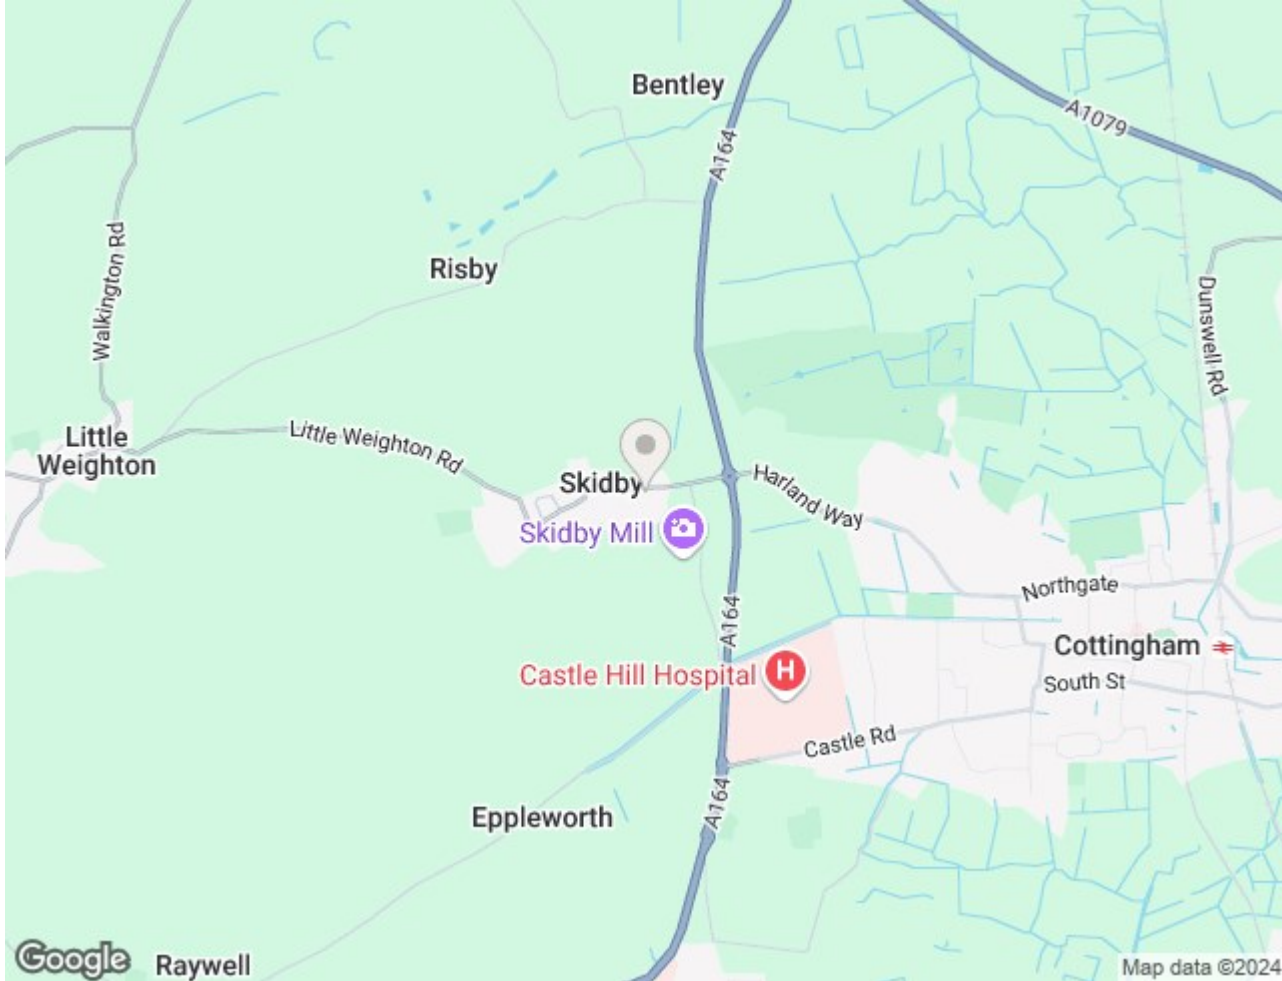 Bentley
A1079
A164
Walkington Rd
Risby
Dunswell Rd
Little
Weighton
Little Weighton Rd
Skidby
Harland Way
Skidby Mill
Northgate
A164
Cottingham
Castle Hill Hospital
H
South St
Castle Rd
A164
Eppleworth
Google
Raywell
Map data ©2024